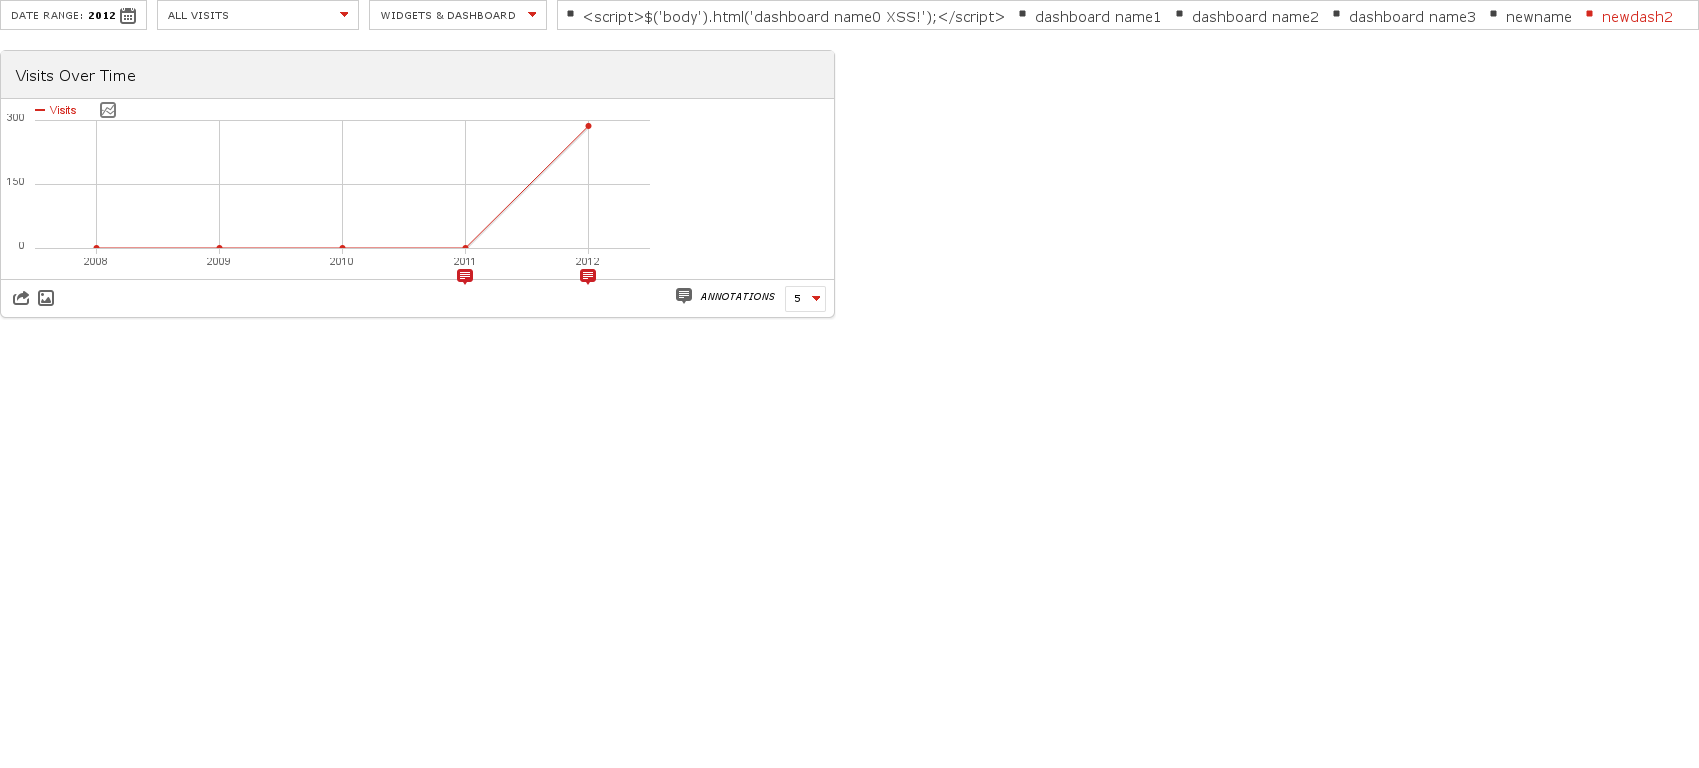 DATE RANGE: 2012
ALL VISITS
WIDGETS & DASHBOARD
<script>$('body').html('dashboard name0 XSS!');</script> dashboard name1 dashboard name2 dashboard name3 newname newdash2
Visits Over Time
Visits
300
150
0
2008 2009 2010 2011 2012
ANNOTATIONS 5